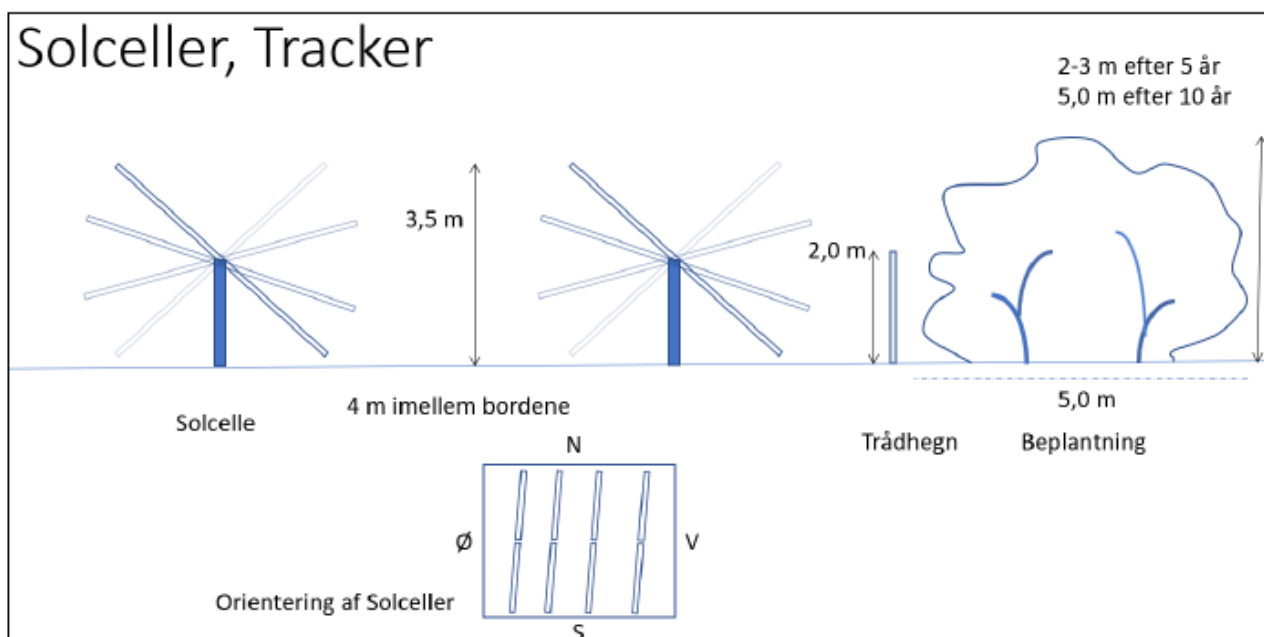 Solceller, Tracker
2-3 m efter 5 år
5,0 m efter 10 år
3,5 m
2,0 m
4 m imellem bordene
Solcelle
5,0 m
Trådhegn
Beplantning
N
Ø
V
Orientering af Solceller
S